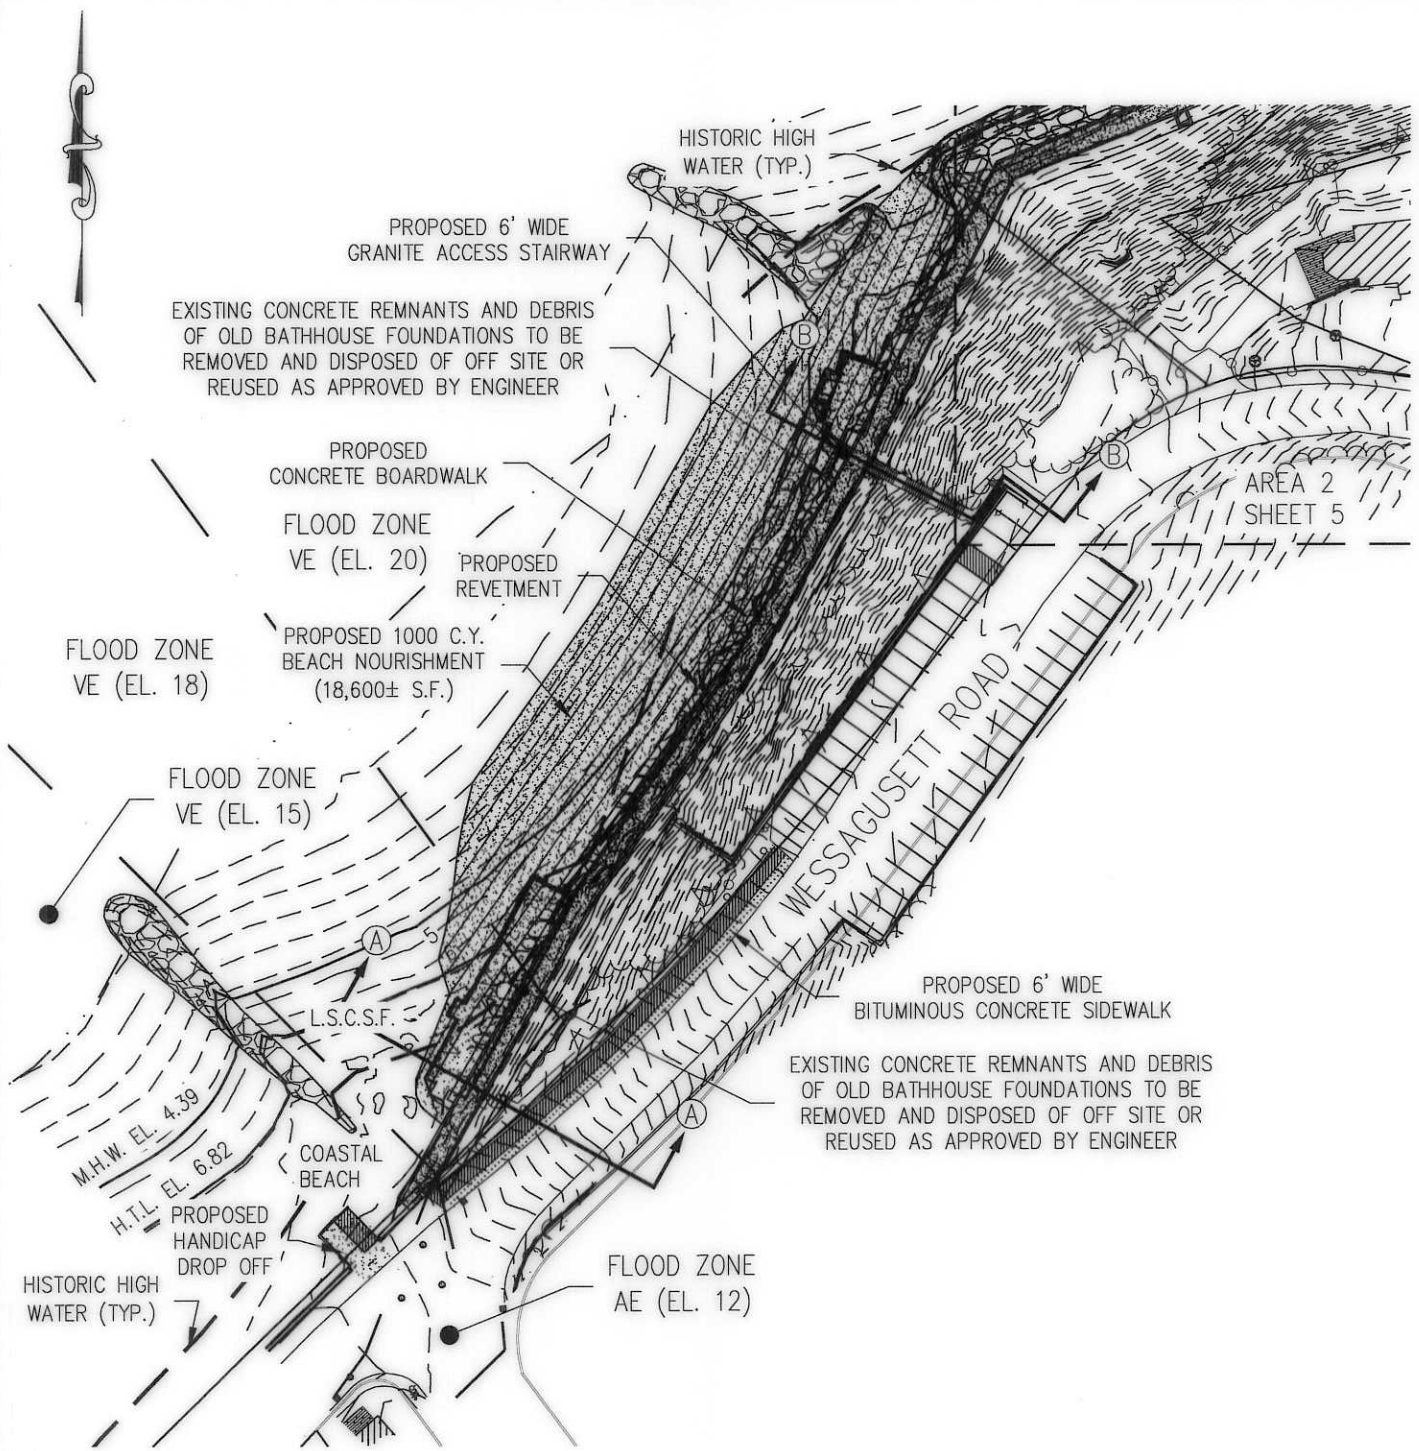 HISTORIC HIGH
WATER (TYP.)
PROPOSED 6' WIDE
GRANITE ACCESS STAIRWAY
EXISTING CONCRETE REMNANTS AND DEBRIS
OF OLD BATHHOUSE FOUNDATIONS TO BE
REMOVED AND DISPOSED OF OFF SITE OR
REUSED AS APPROVED BY ENGINEER
B
PROPOSED
CONCRETE BOARDWALK
B
AREA 2
SHEET 5
FLOOD ZONE
VE (EL. 20)
PROPOSED
REVETMENT
PROPOSED 1000 C.Y.
BEACH NOURISHMENT
(18,600± S.F.)
FLOOD ZONE
VE (EL. 18)
WESSAGUSETT ROAD
FLOOD ZONE
VE (EL. 15)
A
5
L.S.C.S.F.
PROPOSED 6' WIDE
BITUMINOUS CONCRETE SIDEWALK
EXISTING CONCRETE REMNANTS AND DEBRIS
OF OLD BATHHOUSE FOUNDATIONS TO BE
REMOVED AND DISPOSED OF OFF SITE OR
REUSED AS APPROVED BY ENGINEER
A
M.H.W. EL. 4.39
H.T.L. EL. 6.82
COASTAL
BEACH
PROPOSED
HANDICAP
DROP OFF
HISTORIC HIGH
WATER (TYP.)
FLOOD ZONE
AE (EL. 12)